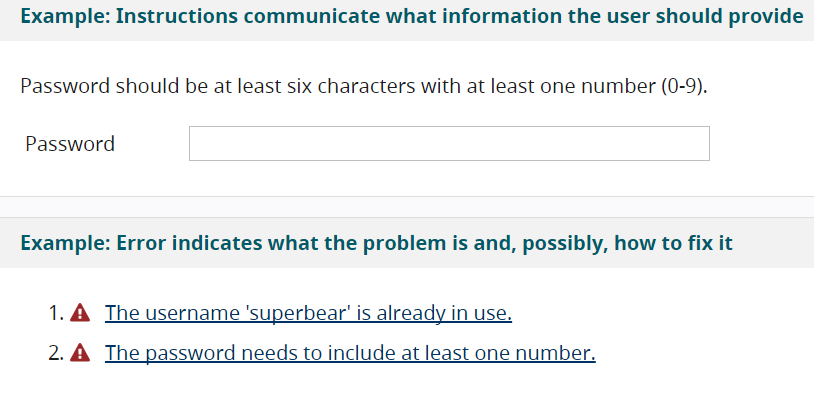 Example: Instructions communicate what information the user should provide
Password should be at least six characters with at least one number (0-9).
Password
Example: Error indicates what the problem is and, possibly, how to fix it
1. The username 'superbear' is already in use.
2. The password needs to include at least one number.